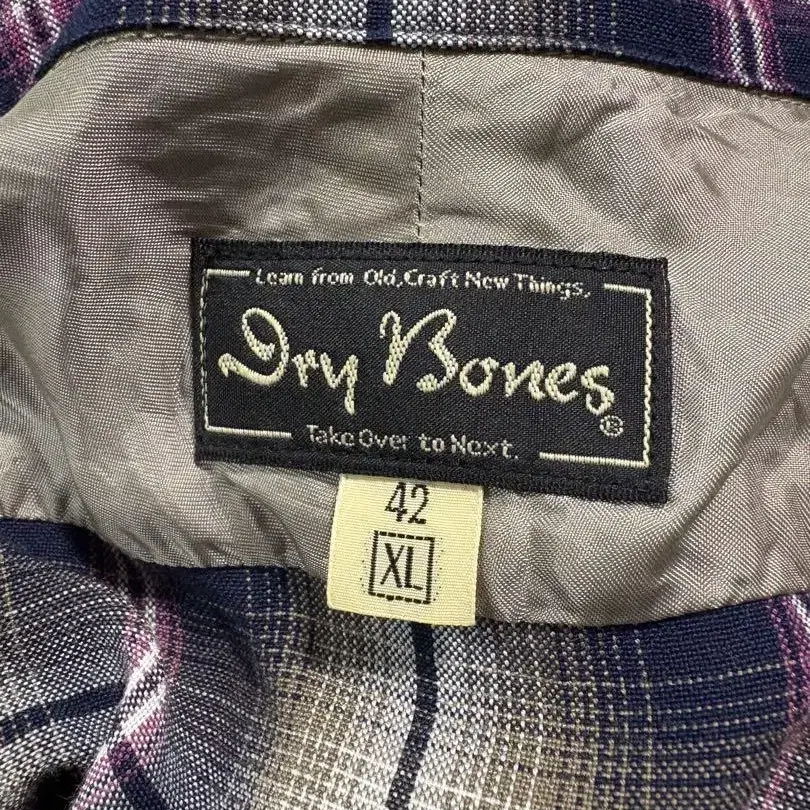 Learn from Old, Craft New Things.
Dry Bones®
Take Over to Next.
42
XL